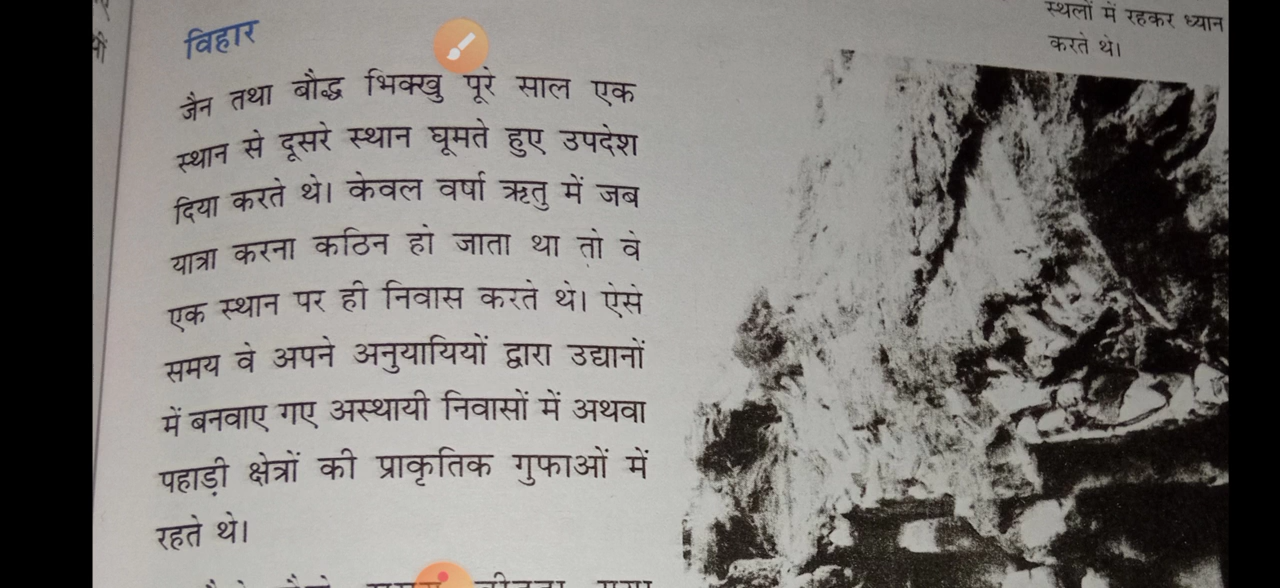 स्थलों में रहकर ध्यान
करते थे।
विहार
जैन तथा बौद्ध भिक्खु पूरे साल एक
स्थान से दूसरे स्थान घूमते हुए उपदेश
दिया करते थे। केवल वर्षा ऋतु में जब
यात्रा करना कठिन हो जाता था तो वे
एक स्थान पर ही निवास करते थे। ऐसे
समय वे अपने अनुयायियों द्वारा उद्यानों
में बनवाए गए अस्थायी निवासों में अथवा
पहाड़ी क्षेत्रों की प्राकृतिक गुफाओं में
रहते थे।